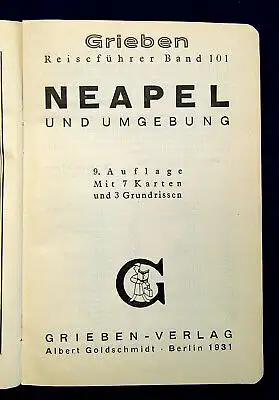 Grieben
Reiseführer Band 101
NEAPEL
UND UMGEBUNG
9. Auflage
Mit 7 Karten
und 3 Grundrissen
G
GRIEBEN-VERLAG
Albert Goldschmidt · Berlin 1931